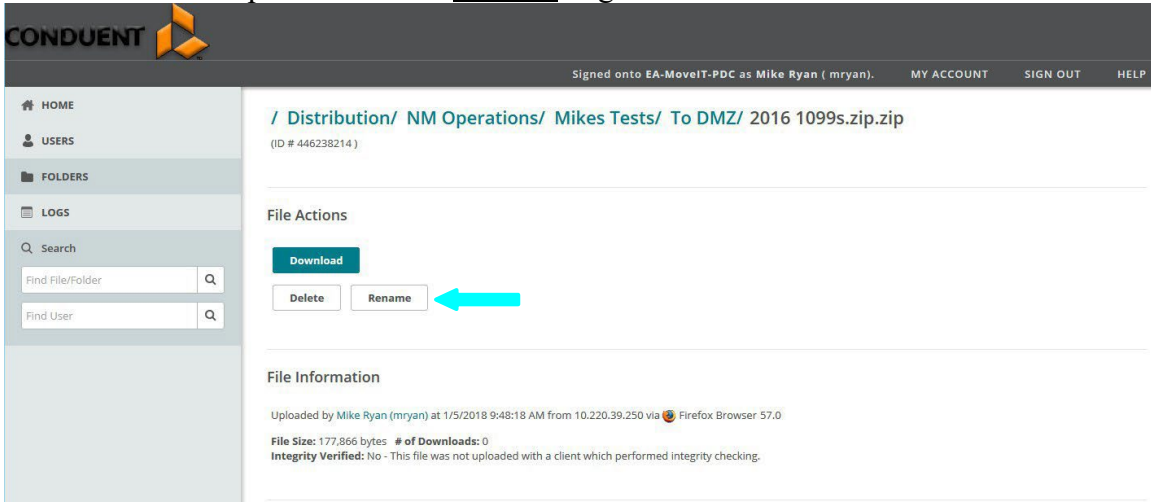 CONDUENT
Signed onto EA-MoveIT-PDC as Mike Ryan ( mryan). MY ACCOUNT SIGN OUT HELP
HOME
USERS
FOLDERS
LOGS
Search
Find File/Folder
Find User
/ Distribution/ NM Operations/ Mikes Tests/ To DMZ/ 2016 1099s.zip.zip
(ID # 446238214 )
File Actions
Download
Delete Rename
File Information
Uploaded by Mike Ryan (mryan) at 1/5/2018 9:48:18 AM from 10.220.39.250 via Firefox Browser 57.0
File Size: 177,866 bytes # of Downloads: 0
Integrity Verified: No - This file was not uploaded with a client which performed integrity checking.